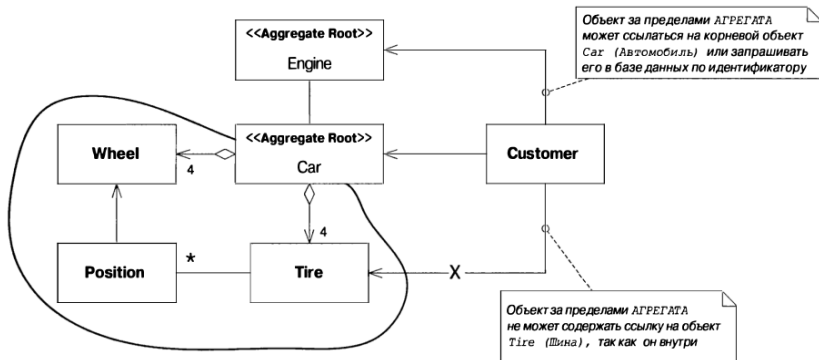 Объект за пределами АГРЕГАТА
может ссылаться на корневой объект
Car (Автомобиль) или запрашивать
его в базе данных по идентификатору
<<Aggregate Root>>
Engine
<<Aggregate Root>>
Car
Wheel
4
Customer
4
Position
*
Tire
X
Объект за пределами АГРЕГАТА
не может содержать ссылку на объект
Tire (Шина), так как он внутри